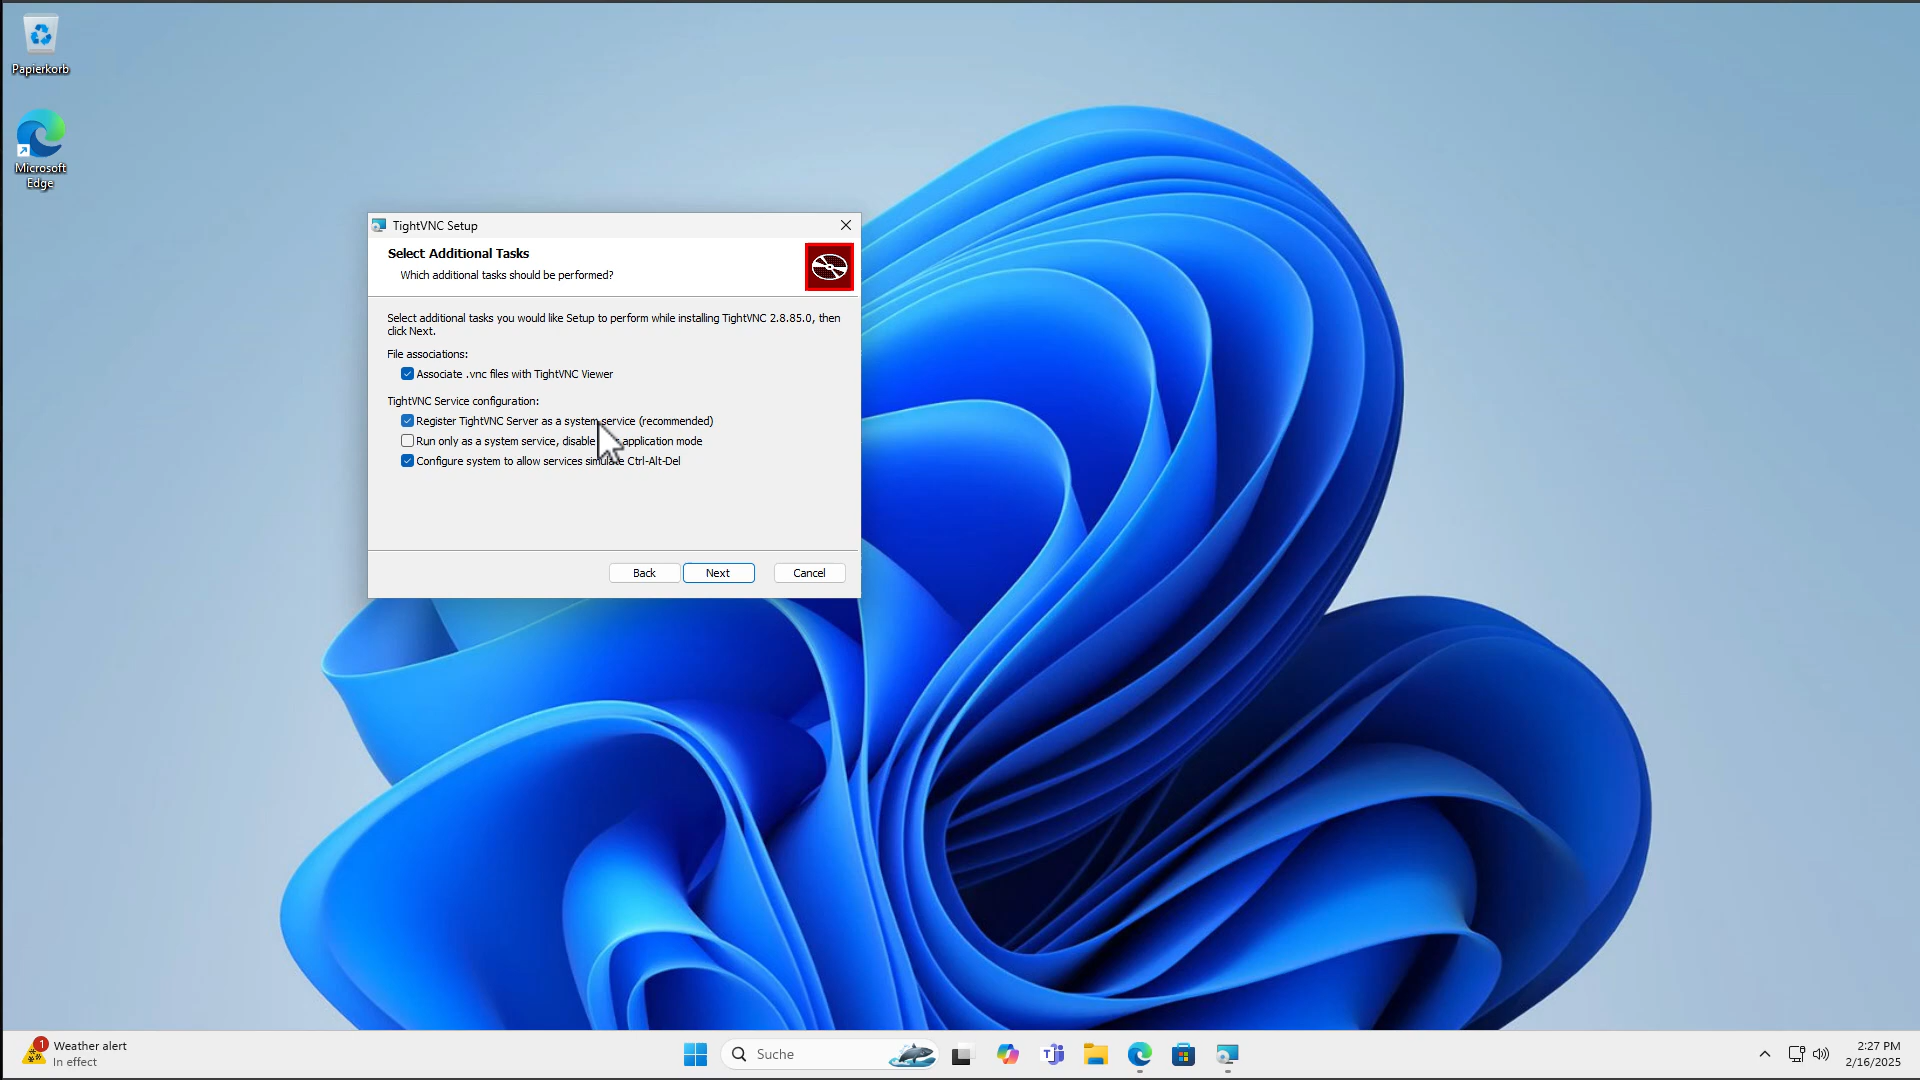 Papierkorb
Microsoft
Edge
TightVNC Setup
Select Additional Tasks
Which additional tasks should be performed?
Select additional tasks you would like Setup to perform while installing TightVNC 2.8.85.0, then
click Next.
File associations:
Associate .vnc files with TightVNC Viewer
TightVNC Service configuration:
Register TightVNC Server as a system service (recommended)
Run only as a system service, disable application mode
Configure system to allow services simulate Ctrl-Alt-Del
Back Next Cancel
1
Weather alert
In effect
Suche
2:27 PM
2/16/2025